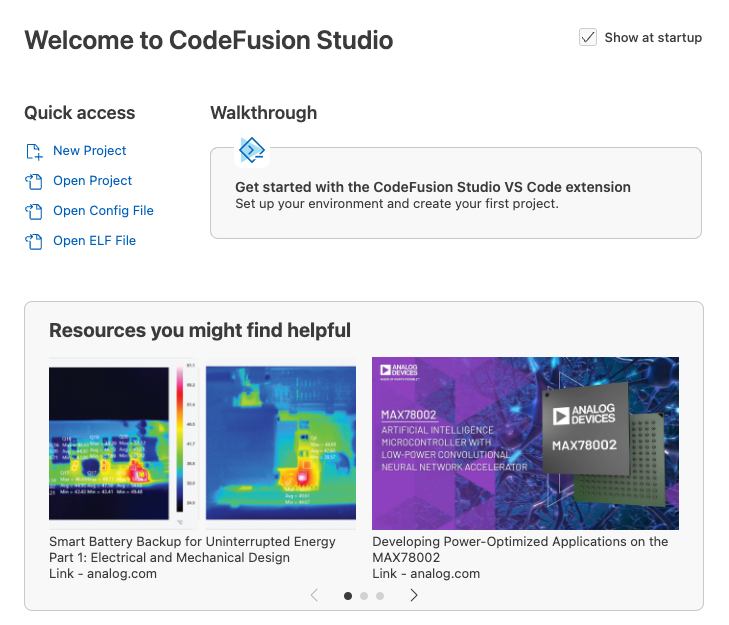 Welcome to CodeFusion Studio
Show at startup
Quick access
New Project
Open Project
Open Config File
Open ELF File
Walkthrough
Get started with the CodeFusion Studio VS Code extension
Set up your environment and create your first project.
Resources you might find helpful
Smart Battery Backup for Uninterrupted Energy
Part 1: Electrical and Mechanical Design
Link - analog.com
ANALOG
DEVICES
MAX78002
ARTIFICIAL INTELLIGENCE
MICROCONTROLLER WITH
LOW-POWER CONVOLUTIONAL
NEURAL NETWORK ACCELERATOR
ANALOG
DEVICES
MAX78002
Developing Power-Optimized Applications on the
MAX78002
Link - analog.com